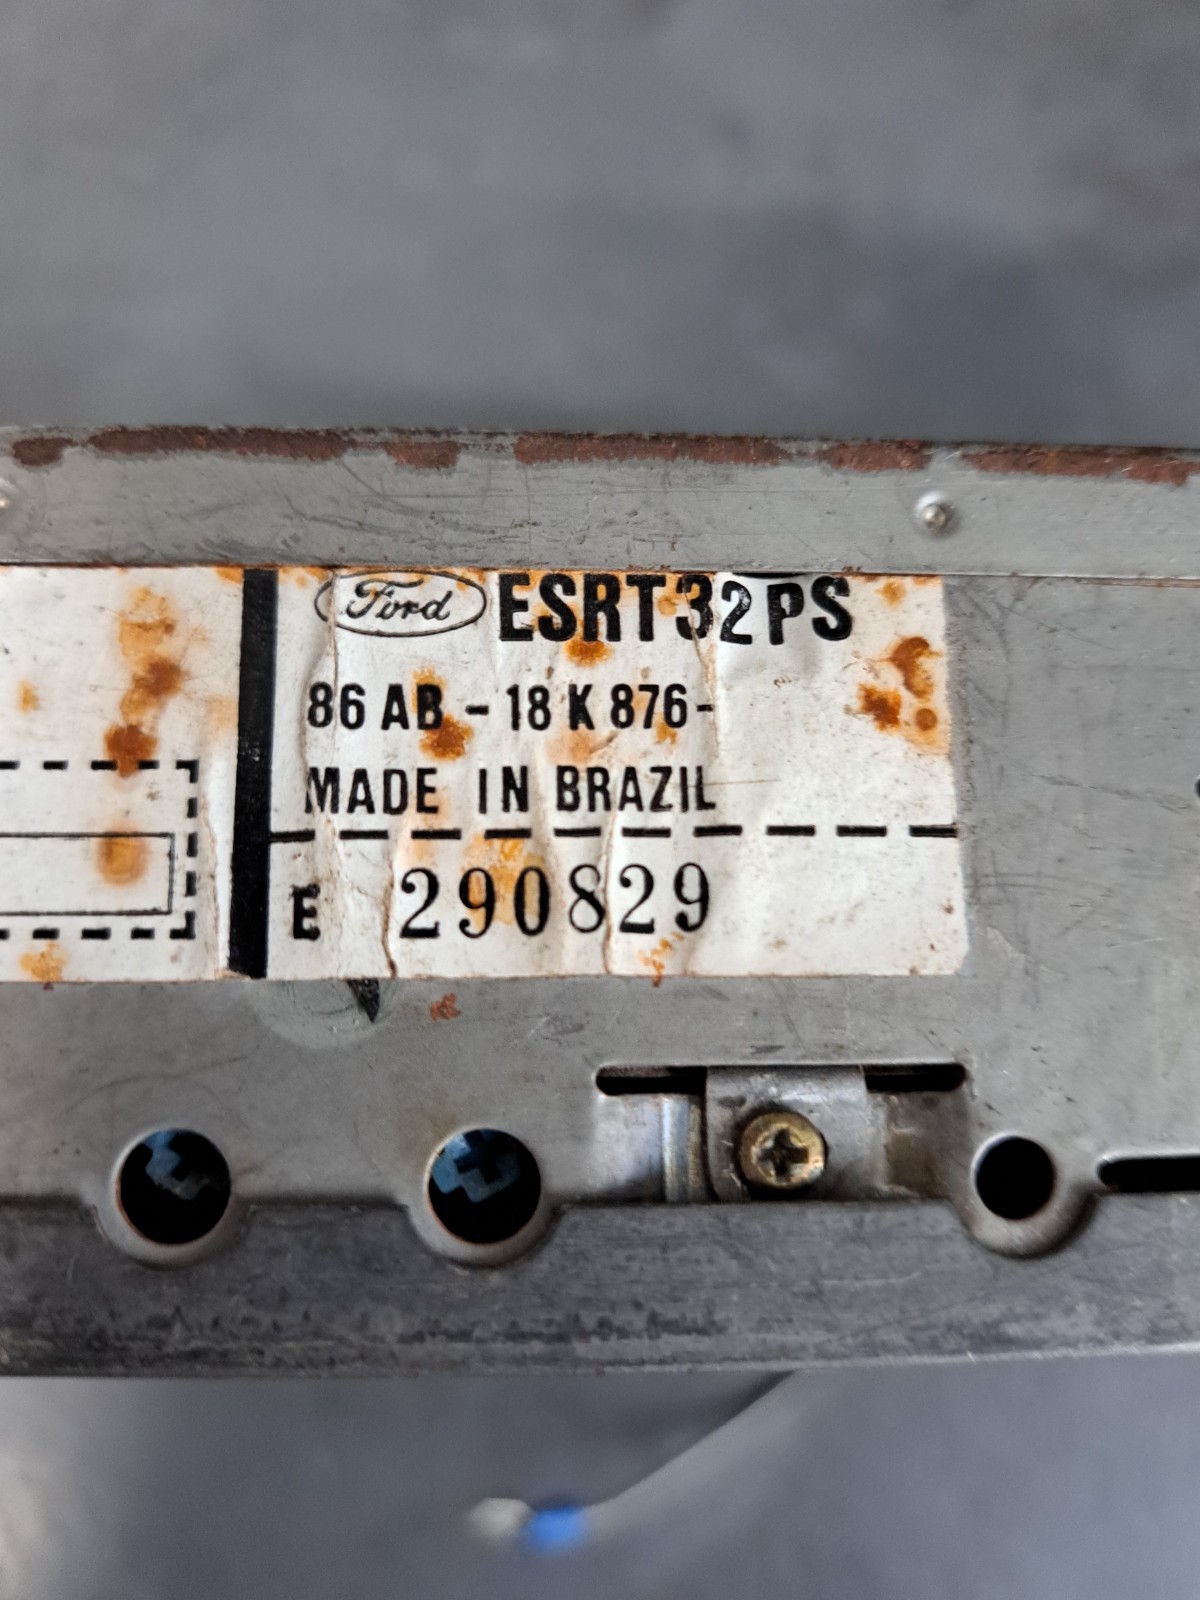 Ford ESRT32PS
86 AB - 18 K 876-
MADE IN BRAZIL
E 290829